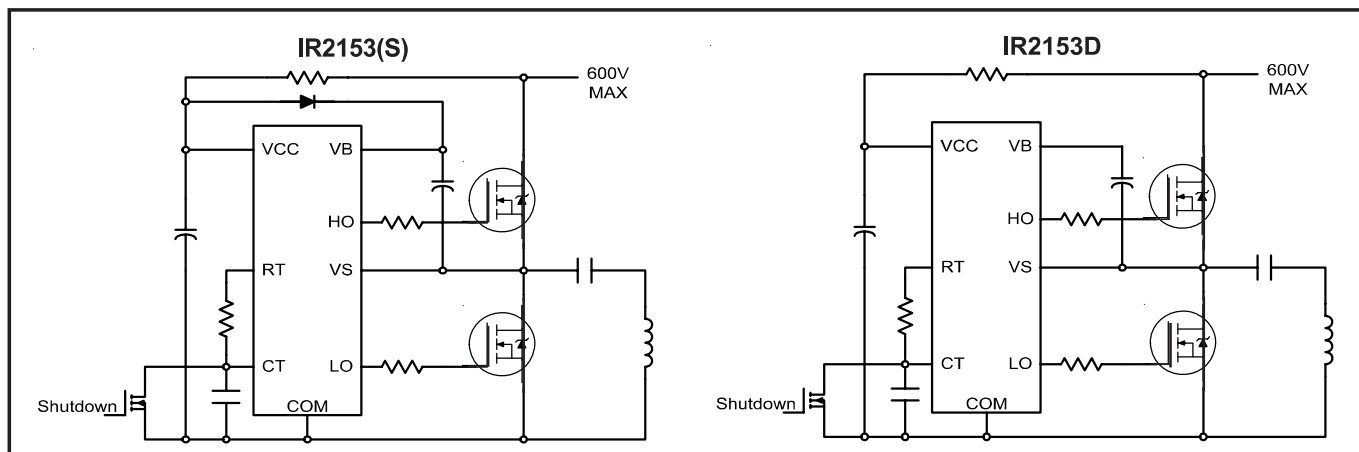 IR2153(S)
600V
MAX
VCC VB
HO
RT VS
CT LO
Shutdown
COM
IR2153D
600V
MAX
VCC VB
HO
RT VS
CT LO
Shutdown
COM